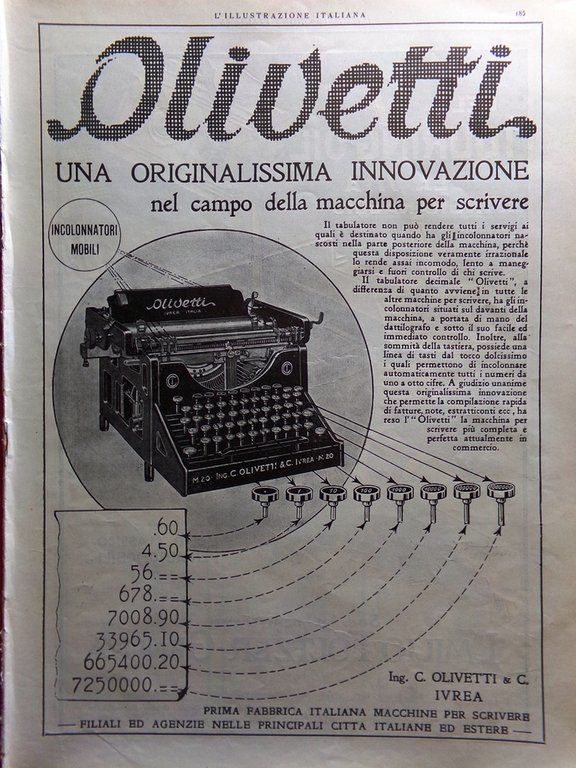 L'ILLUSTRAZIONE ITALIANA
185
Olivetti
UNA ORIGINALISSIMA INNOVAZIONE
nel campo della macchina per scrivere
INCOLONNATORI
MOBILI
Il tabulatore non può rendere tutti i servigi ai
quali è destinato quando ha gli incolonnatori na-
scosti nella parte posteriore della macchina, perchè
questa disposizione veramente irrazionale
lo rende assai incomodo, lento a maneg-
giarsi e fuori controllo di chi scrive.
Il tabulatore decimale "Olivetti", a
differenza di quanto avviene in tutte le
altre macchine per scrivere, ha gli in-
colonnatori situati sul davanti della
macchina, a portata di mano del
dattilografo e sotto il suo facile ed
immediato controllo. Inoltre, alla
sommità della tastiera, possiede una
linea di tasti dal tocco dolcissimo
i quali permettono di incolonnare
automaticamente tutti i numeri da
uno a otto cifre. A giudizio unanime
questa originalissima innovazione
che permette la compilazione rapida
di fatture, note, estratticonti ecc, ha
reso l'"Olivetti" la macchina per
scrivere più completa e
perfetta attualmente in
commercio.
Olivetti
IVREA ITALIA
M.20 - ING. C. OLIVETTI & C. IVREA - M.20
1 10 100 1000
.60
4.50
56.==
678.==
7008.90
33965.10
665400.20
7250000.==
Ing. C. OLIVETTI & C.
IVREA
PRIMA FABBRICA ITALIANA MACCHINE PER SCRIVERE
FILIALI ED AGENZIE NELLE PRINCIPALI CITTA ITALIANE ED ESTERE